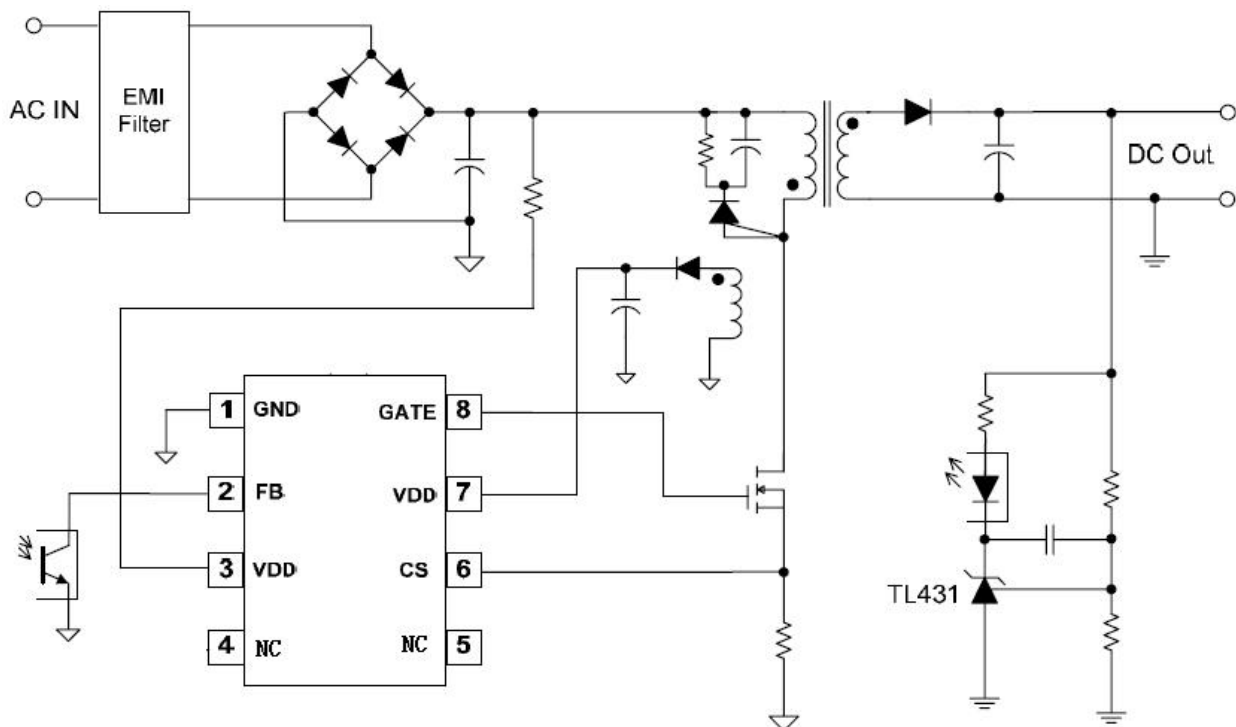 AC IN
EMI
Filter
DC Out
1 GND
GATE 8
2 FB
VDD 7
3 VDD
CS 6
4 NC
NC 5
TL431